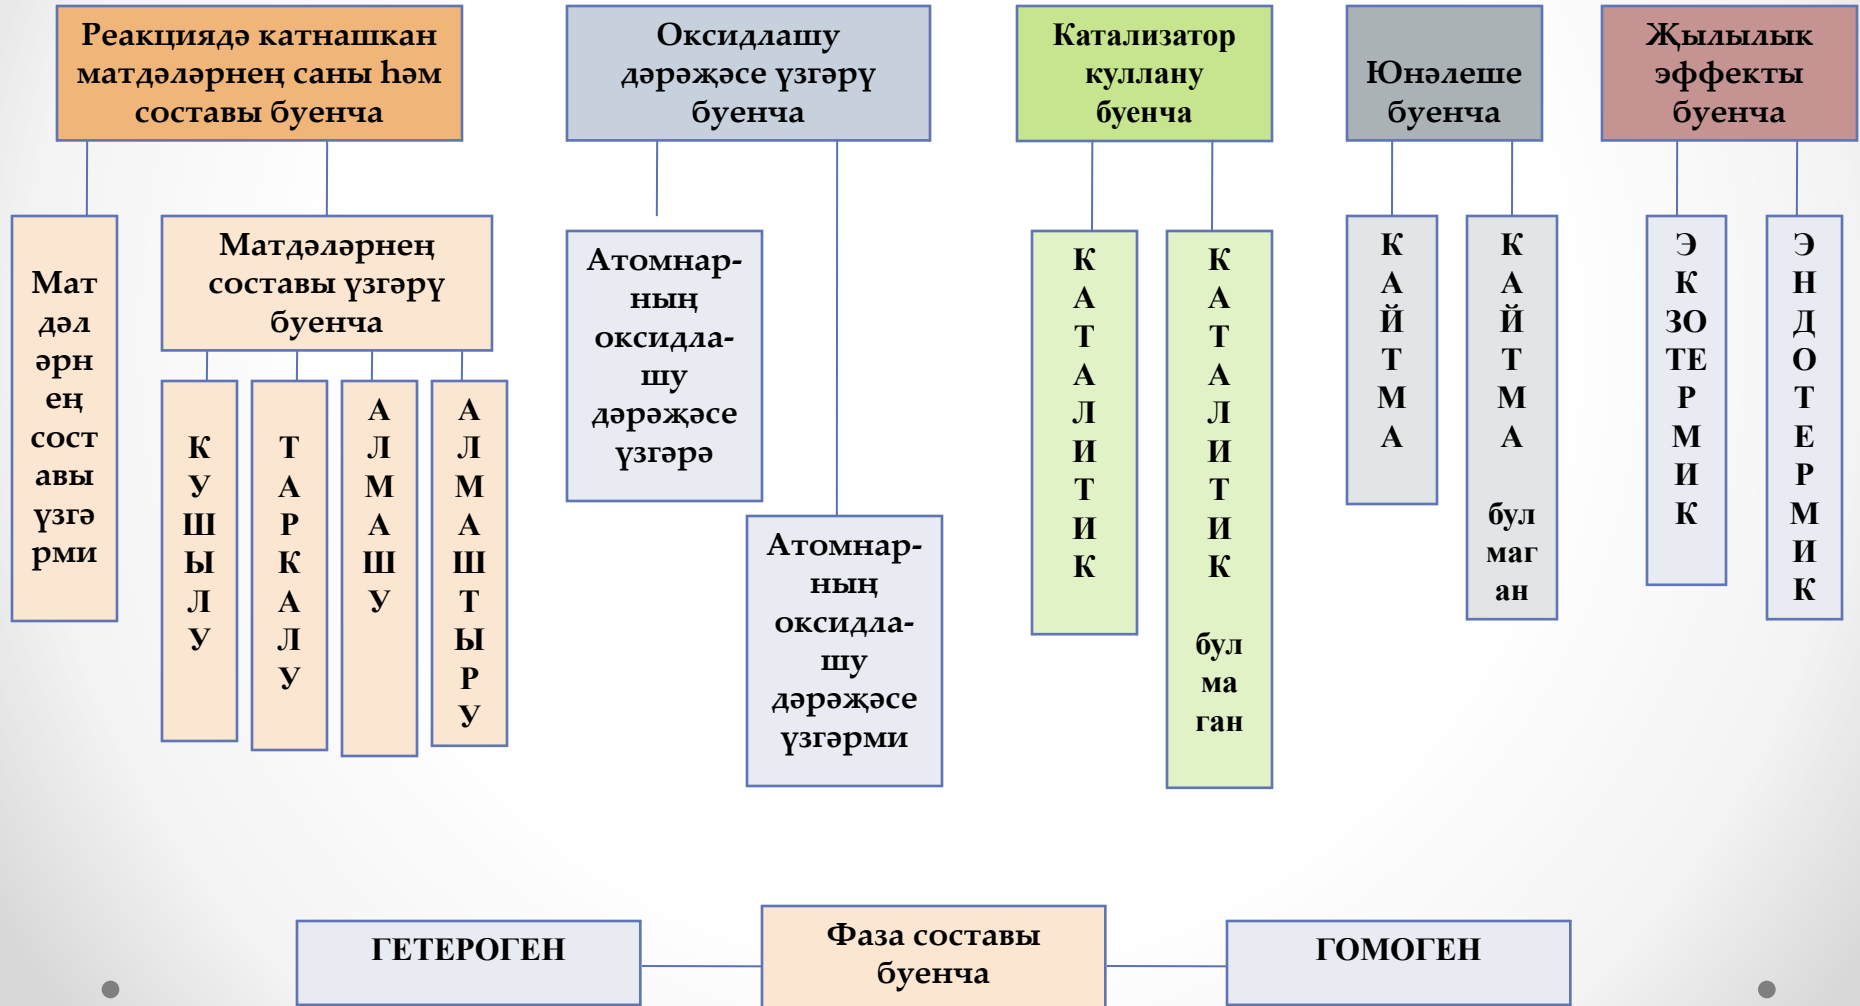 Реакциядә катнашкан
матдәләрнең саны һәм
составы буенча
Оксидлашу
дәрәҗәсе үзгәрү
буенча
Катализатор
куллану
буенча
Юнәлеше
буенча
Җылылык
эффекты
буенча
Мат
дәл
әрн
ең
сост
авы
үзгә
рми
Матдәләрнең
составы үзгәрү
буенча
К
У
Ш
Ы
Л
У
Т
А
Р
К
А
Л
У
А
Л
М
А
Ш
У
А
Л
М
А
Ш
Т
Ы
Р
У
Атомнар-
ның
оксидла-
шу
дәрәҗәсе
үзгәрә
Атомнар-
ның
оксидла-
шу
дәрәҗәсе
үзгәрми
К
А
Т
А
Л
И
Т
И
К
К
А
Т
А
Л
И
Т
И
К
бул
ма
ган
К
А
Й
Т
М
А
К
А
Й
Т
М
А
бул
маг
ан
Э
К
ЗО
ТЕ
Р
М
И
К
Э
Н
Д
О
Т
Е
Р
М
И
К
ГЕТЕРОГЕН
Фаза составы
буенча
ГОМОГЕН